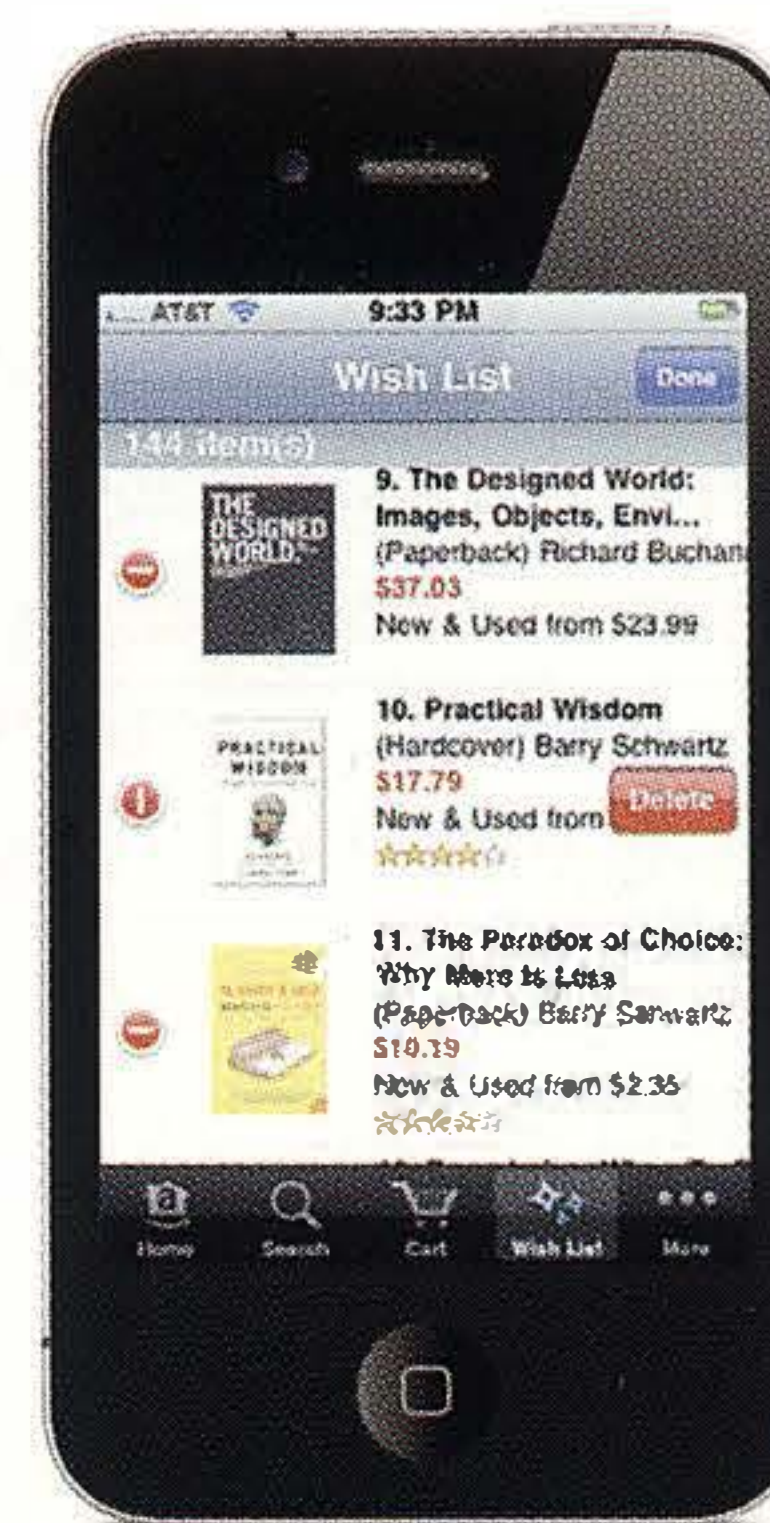 AT&T 9:33 PM
Wish List Done
144 item(s)
THE
DESIGNED
WORLD.
9. The Designed World:
Images, Objects, Envi...
(Paperback) Richard Buchan
$37.03
New & Used from $23.99
PRACTICAL
WISDOM
10. Practical Wisdom
(Hardcover) Barry Schwartz
$17.79
New & Used from
Delete
11. The Paradox of Choice:
Why More Is Less
(Paperback) Barry Schwartz
$10.19
New & Used from $2.35
Home Search Cart Wish List More